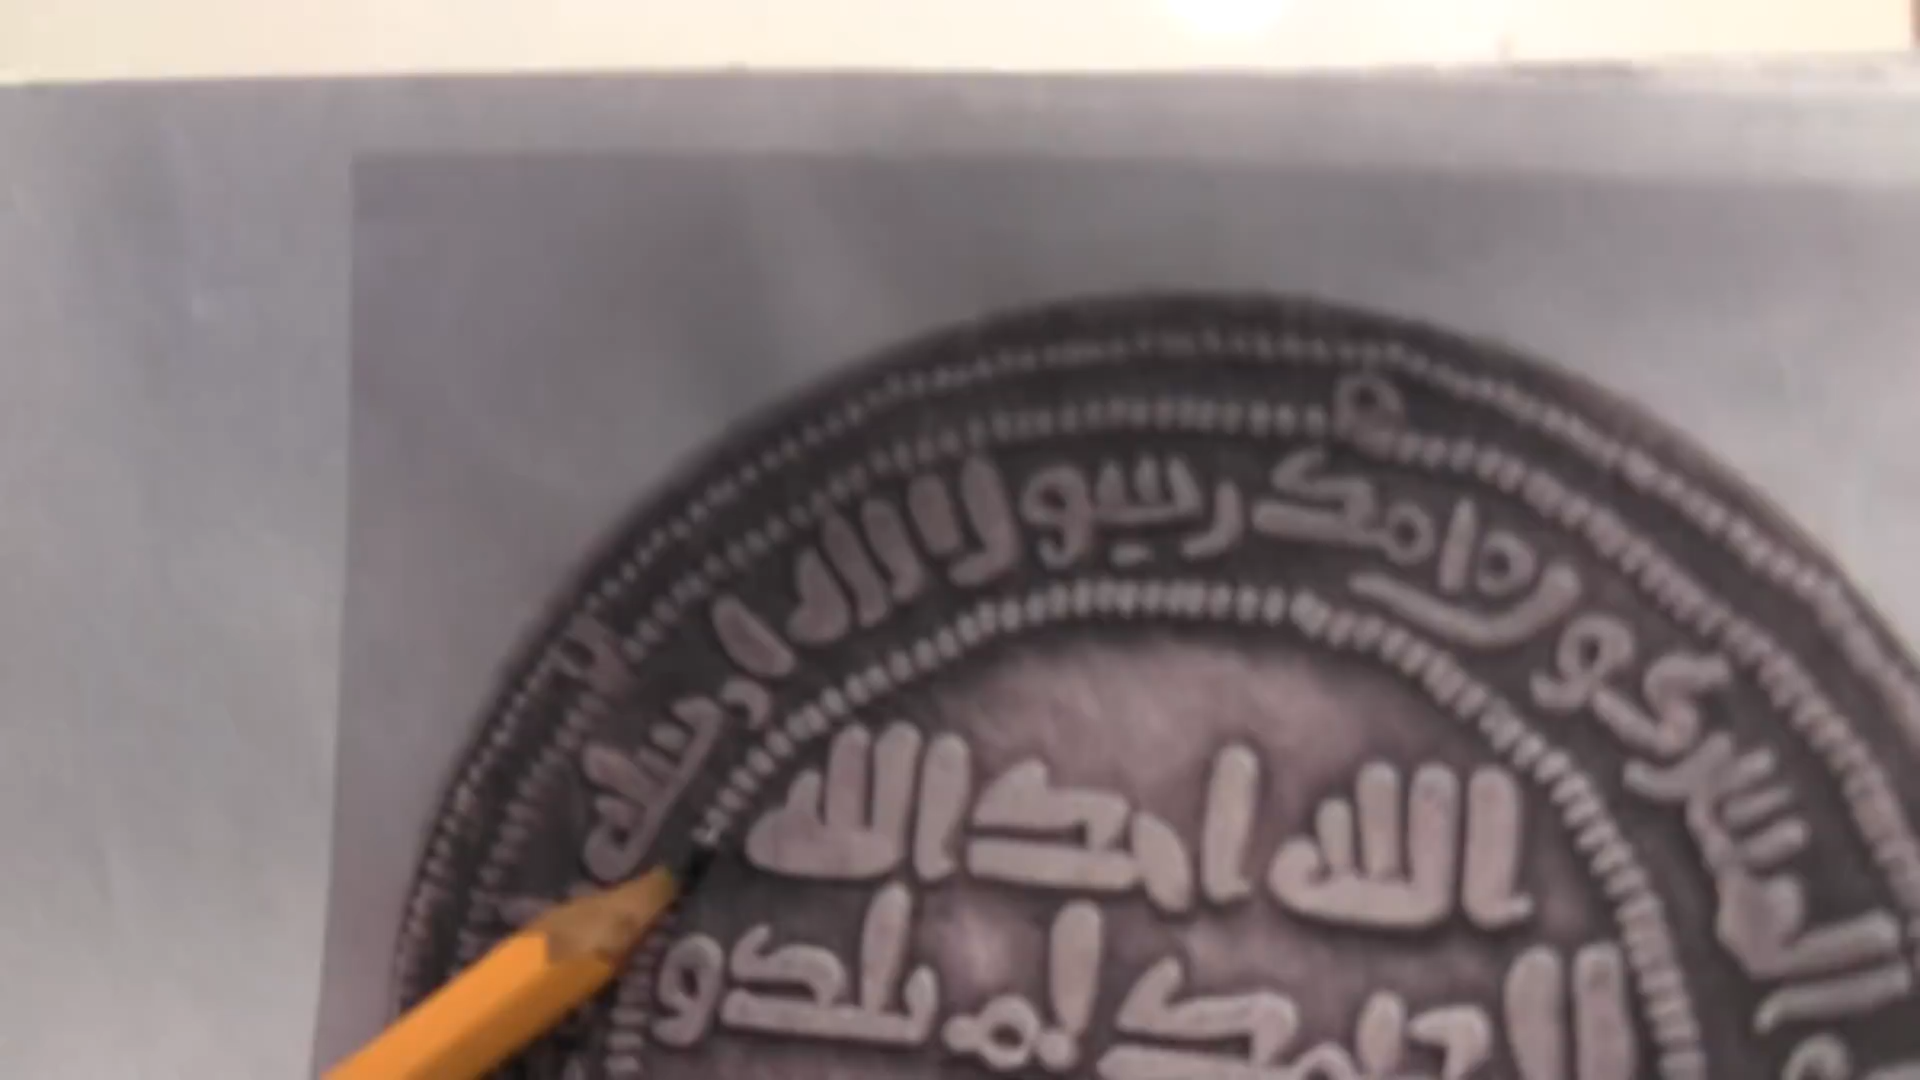 المشركون محمد رسول الله ارسله
الله احد الله
الصمد لم يلد و